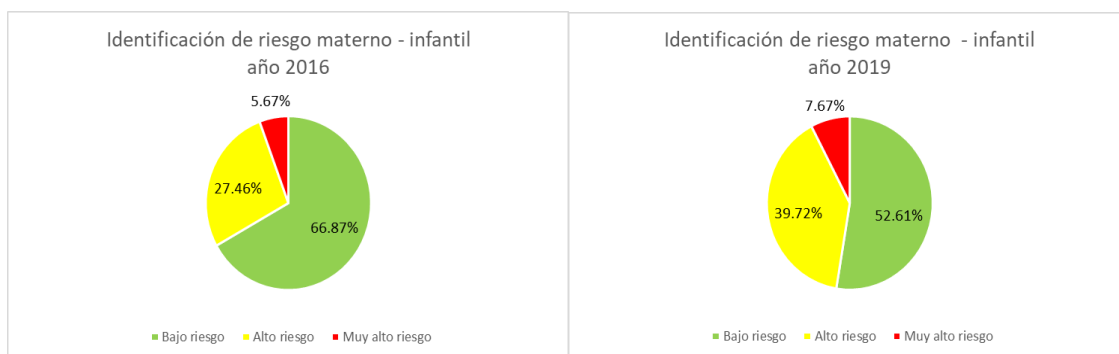 Identificación de riesgo materno - infantil
año 2016
5.67%
27.46%
66.87%
Bajo riesgo Alto riesgo Muy alto riesgo
Identificación de riesgo materno - infantil
año 2019
7.67%
39.72%
52.61%
Bajo riesgo Alto riesgo Muy alto riesgo